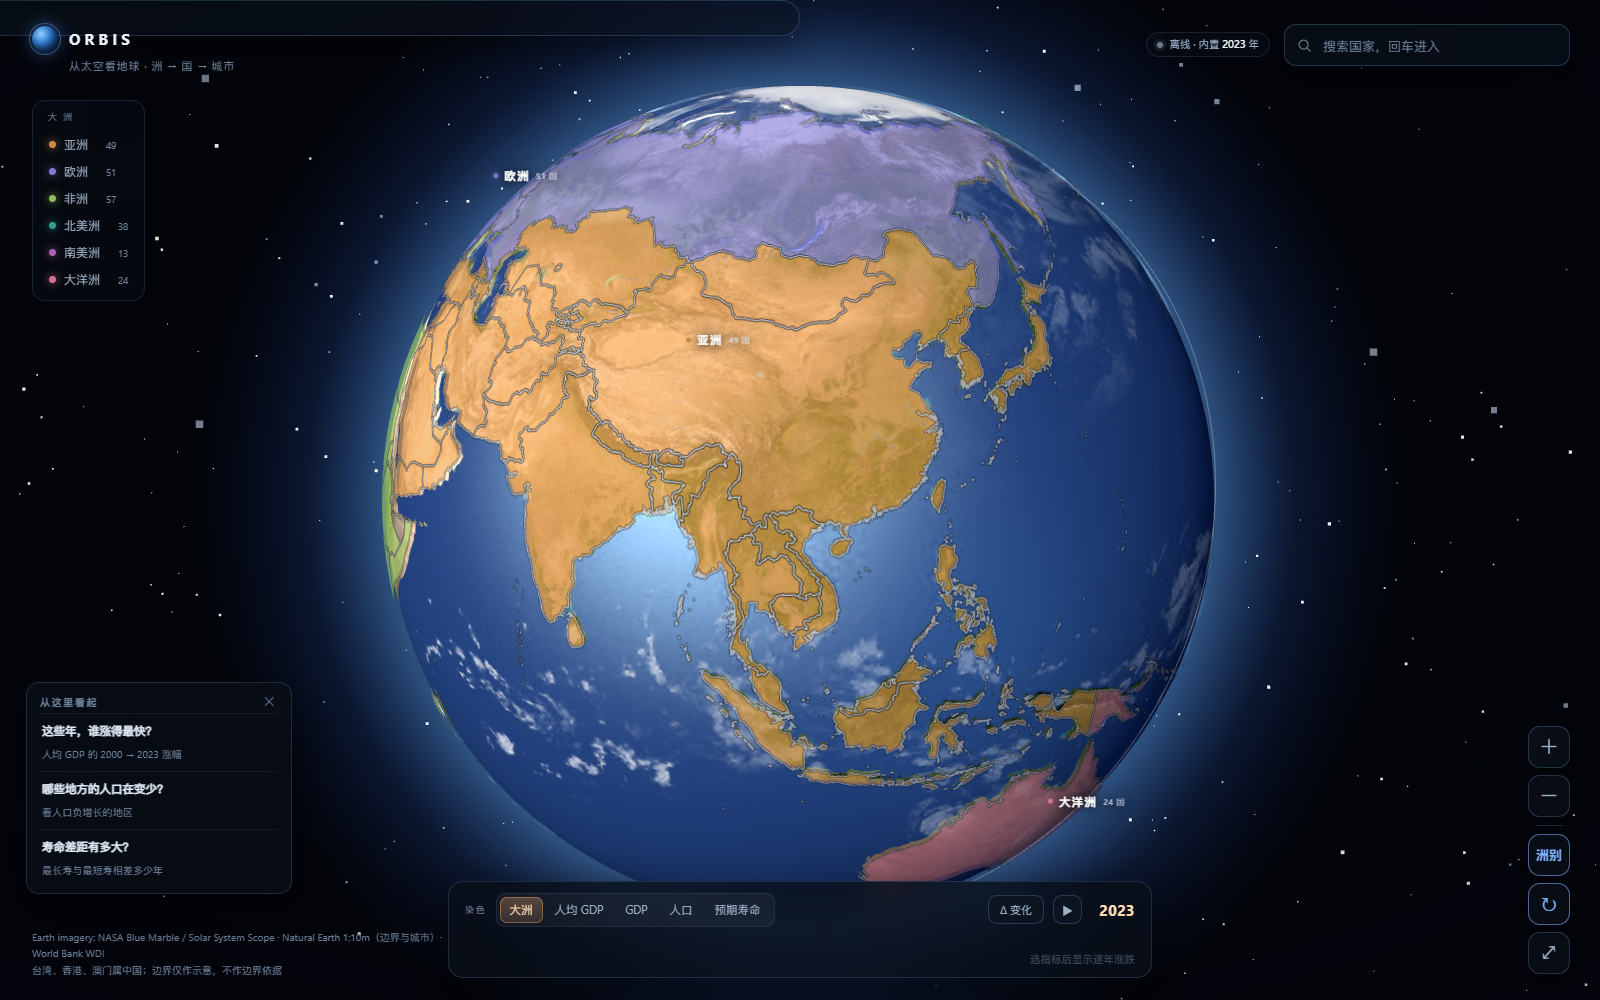 ORBIS
从太空看地球 · 洲 → 国 → 城市
离线 · 内置 2023 年
搜索国家，回车进入
大 洲
亚洲 49
欧洲 51
非洲 57
北美洲 38
南美洲 13
大洋洲 24
欧洲 51 国
亚洲 49 国
大洋洲 24 国
从这里看起
这些年，谁涨得最快？
人均 GDP 的 2000 → 2023 涨幅
哪些地方的人口在变少？
看人口负增长的地区
寿命差距有多大？
最长寿与最短寿相差多少年
洲别
染色 大洲 人均 GDP GDP 人口 预期寿命 Δ 变化 2023
选指标后显示逐年涨跌
Earth imagery: NASA Blue Marble / Solar System Scope · Natural Earth 1:10m（边界与城市） ·
World Bank WDI
台湾、香港、澳门属中国；边界仅作示意，不作边界依据